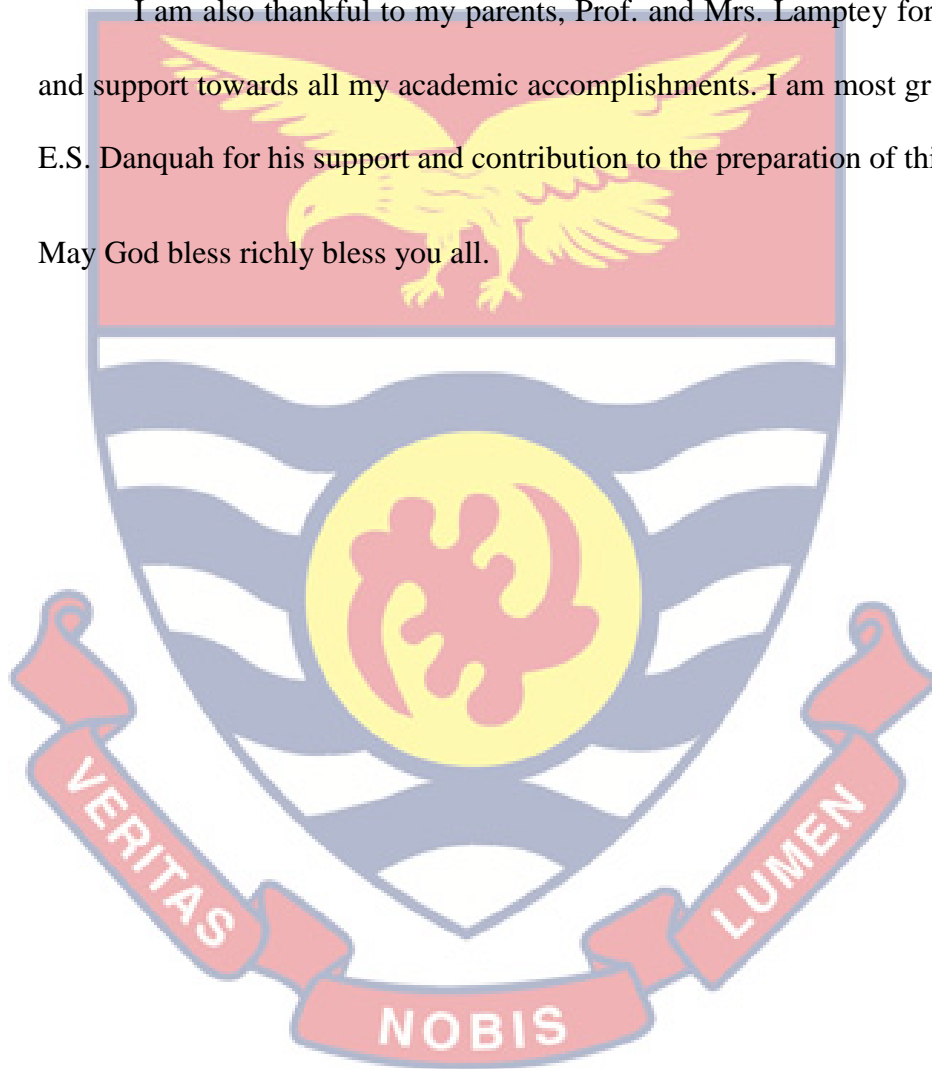 I am also thankful to my parents, Prof. and Mrs. Lamptey for
and support towards all my academic accomplishments. I am most gr
E.S. Danquah for his support and contribution to the preparation of thi
May God bless richly bless you all.
VERITAS
NOBIS
LUMEN